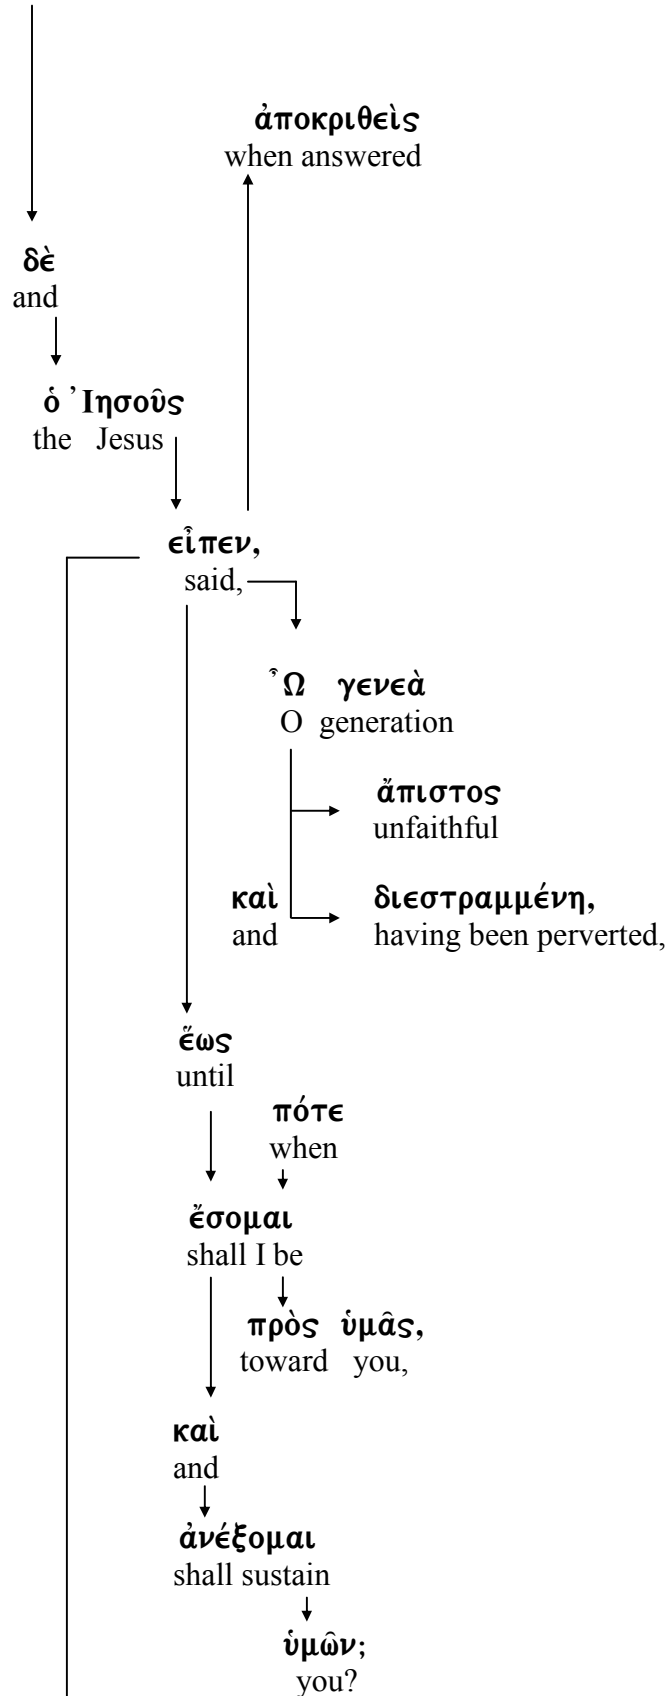 ἀποκριθεὶς
when answered
δὲ
and
ὁ Ἰησοῦς
the Jesus
εἶπεν,
said,
Ὦ γενεὰ
O generation
ἄπιστος
unfaithful
καὶ διεστραμμένη,
and having been perverted,
ἕως
until
πότε
when
ἔσομαι
shall I be
πρὸς ὑμᾶς,
toward you,
καὶ
and
ἀνέξομαι
shall sustain
ὑμῶν;
you?